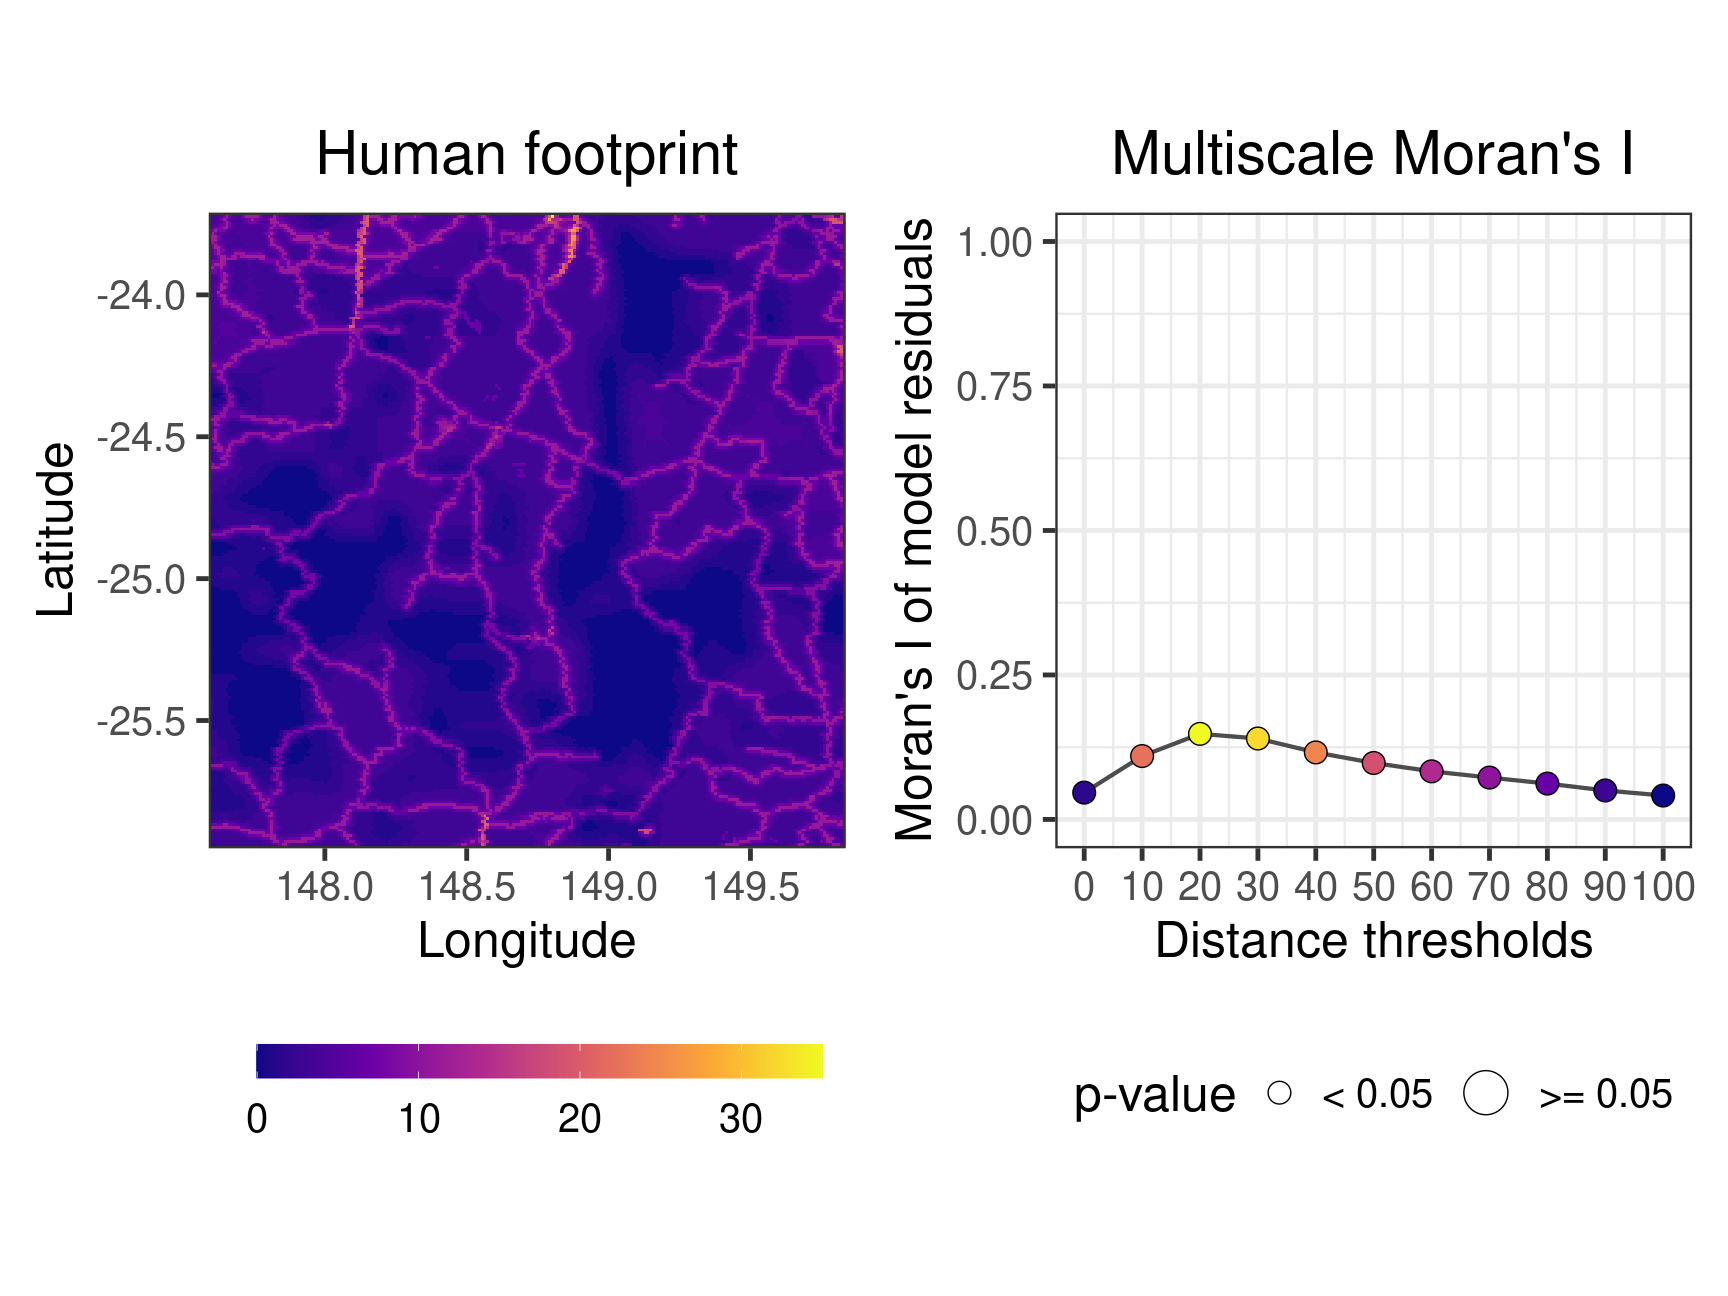 Human footprint
Latitude
-24.0
-24.5
-25.0
-25.5
148.0 148.5 149.0 149.5
Longitude
0 10 20 30
Multiscale Moran's I
Moran's I of model residuals
1.00
0.75
0.50
0.25
0.00
0 10 20 30 40 50 60 70 80 90 100
Distance thresholds
p-value < 0.05 >= 0.05